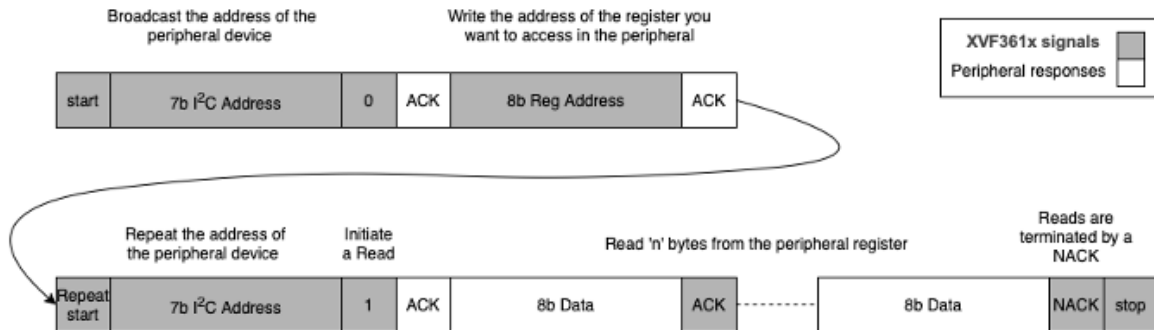 Broadcast the address of the
peripheral device
Write the address of the register you
want to access in the peripheral
XVF361x signals
Peripheral responses
start
7b I²C Address
0
ACK
8b Reg Address
ACK
Repeat the address of
the peripheral device
Initiate
a Read
Read 'n' bytes from the peripheral register
Reads are
terminated by a
NACK
Repeat
start
7b I²C Address
1
ACK
8b Data
ACK
8b Data
NACK
stop